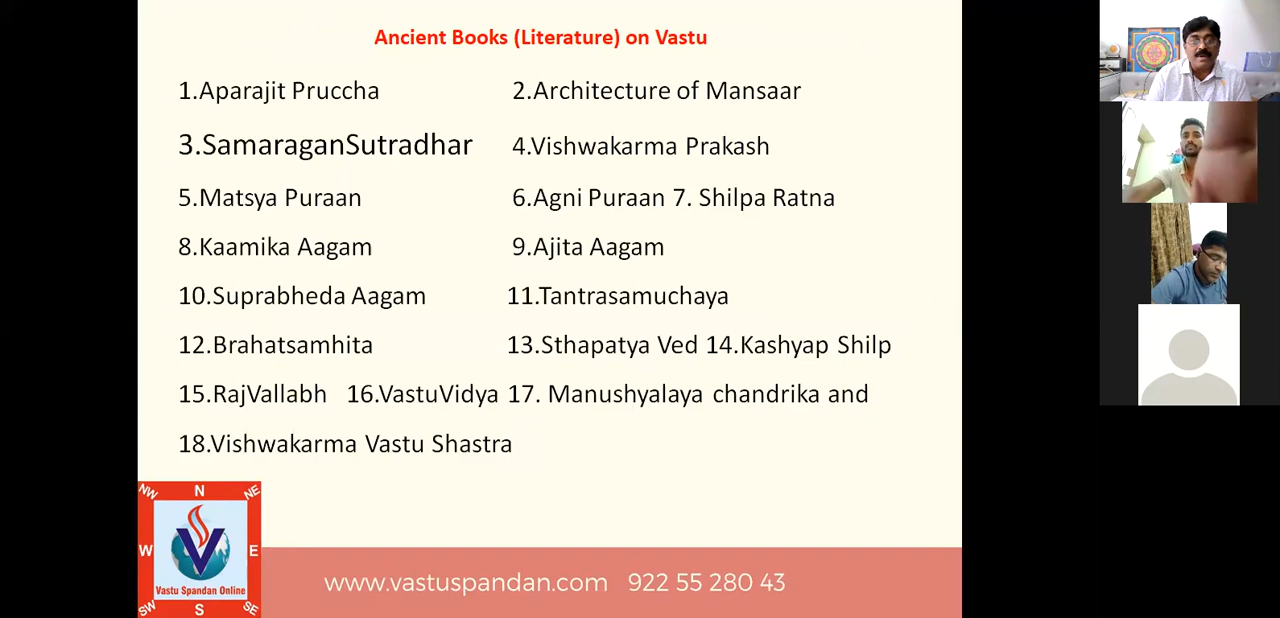 Ancient Books (Literature) on Vastu
1.Aparajit Pruccha 2.Architecture of Mansaar
3.SamaraganSutradhar 4.Vishwakarma Prakash
5.Matsya Puraan 6.Agni Puraan 7. Shilpa Ratna
8.Kaamika Aagam 9.Ajita Aagam
10.Suprabheda Aagam 11.Tantrasamuchaya
12.Brahatsamhita 13.Sthapatya Ved 14.Kashyap Shilp
15.RajVallabh 16.VastuVidya 17. Manushyalaya chandrika and
18.Vishwakarma Vastu Shastra
NW N NE
W V E
Vastu Spandan Online
SW S SE
www.vastuspandan.com 922 55 280 43